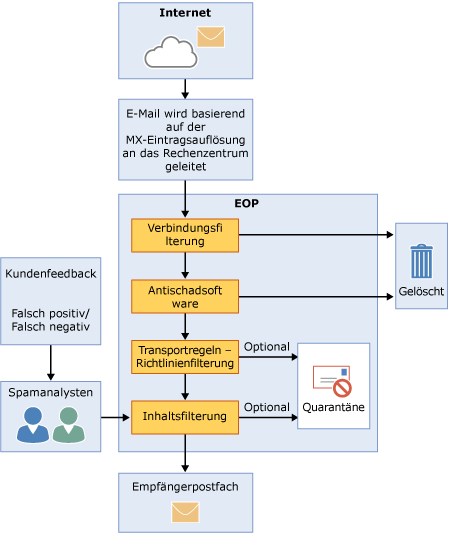 Internet
E-Mail wird basierend
auf der
MX-Eintragsauflösung
an das Rechenzentrum
geleitet
EOP
Verbindungsfi
lterung
Gelöscht
Kundenfeedback
Falsch positiv/
Falsch negativ
Antischadsoft
ware
Transportregeln –
Richtlinienfilterung
Optional
Quarantäne
Spamanalysten
Inhaltsfilterung
Optional
Empfängerpostfach